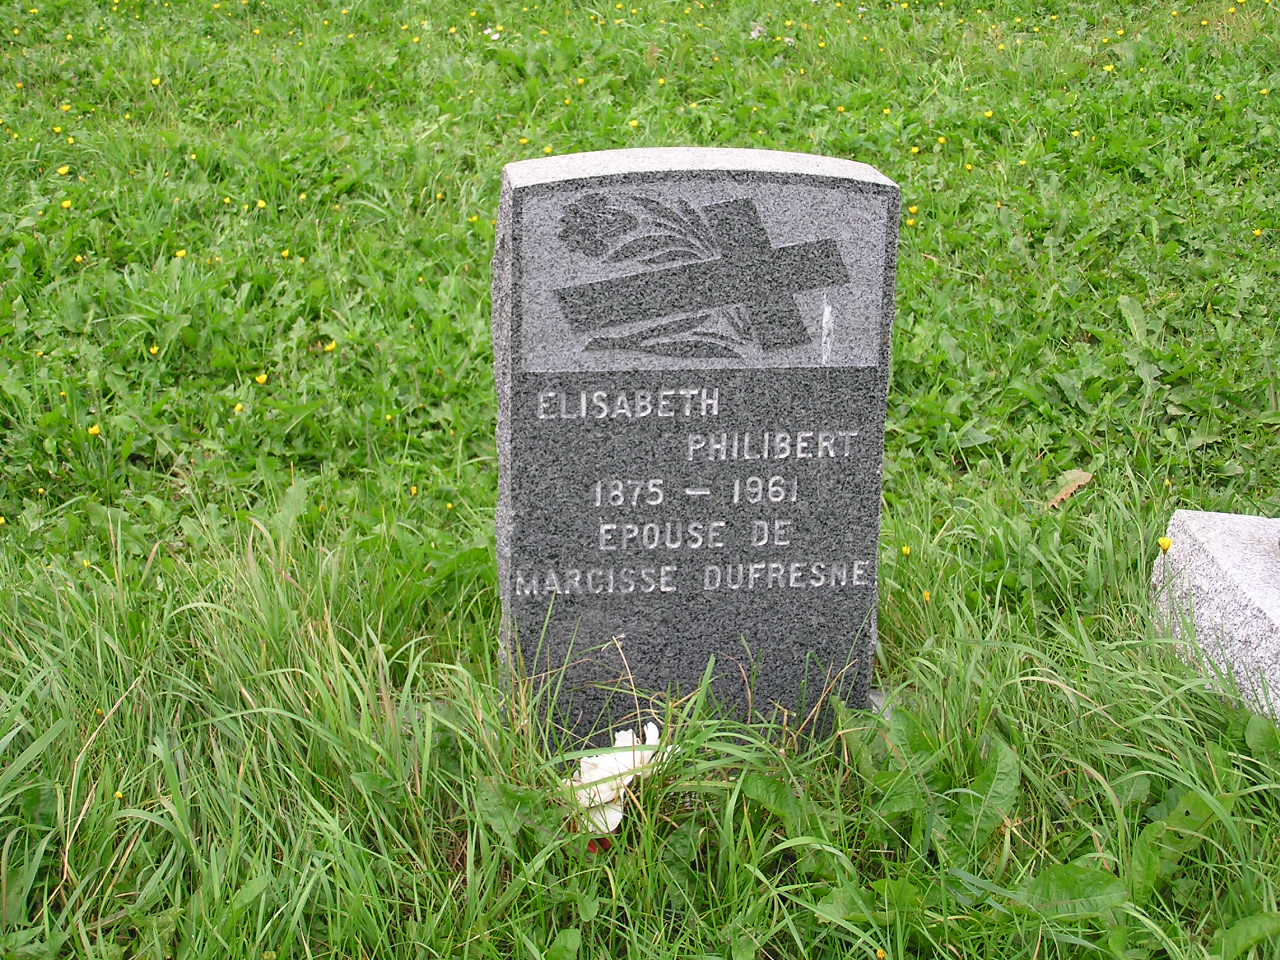 ELISABETH
PHILIBERT
1875 - 1961
EPOUSE DE
MARCISSE DUFRESNE